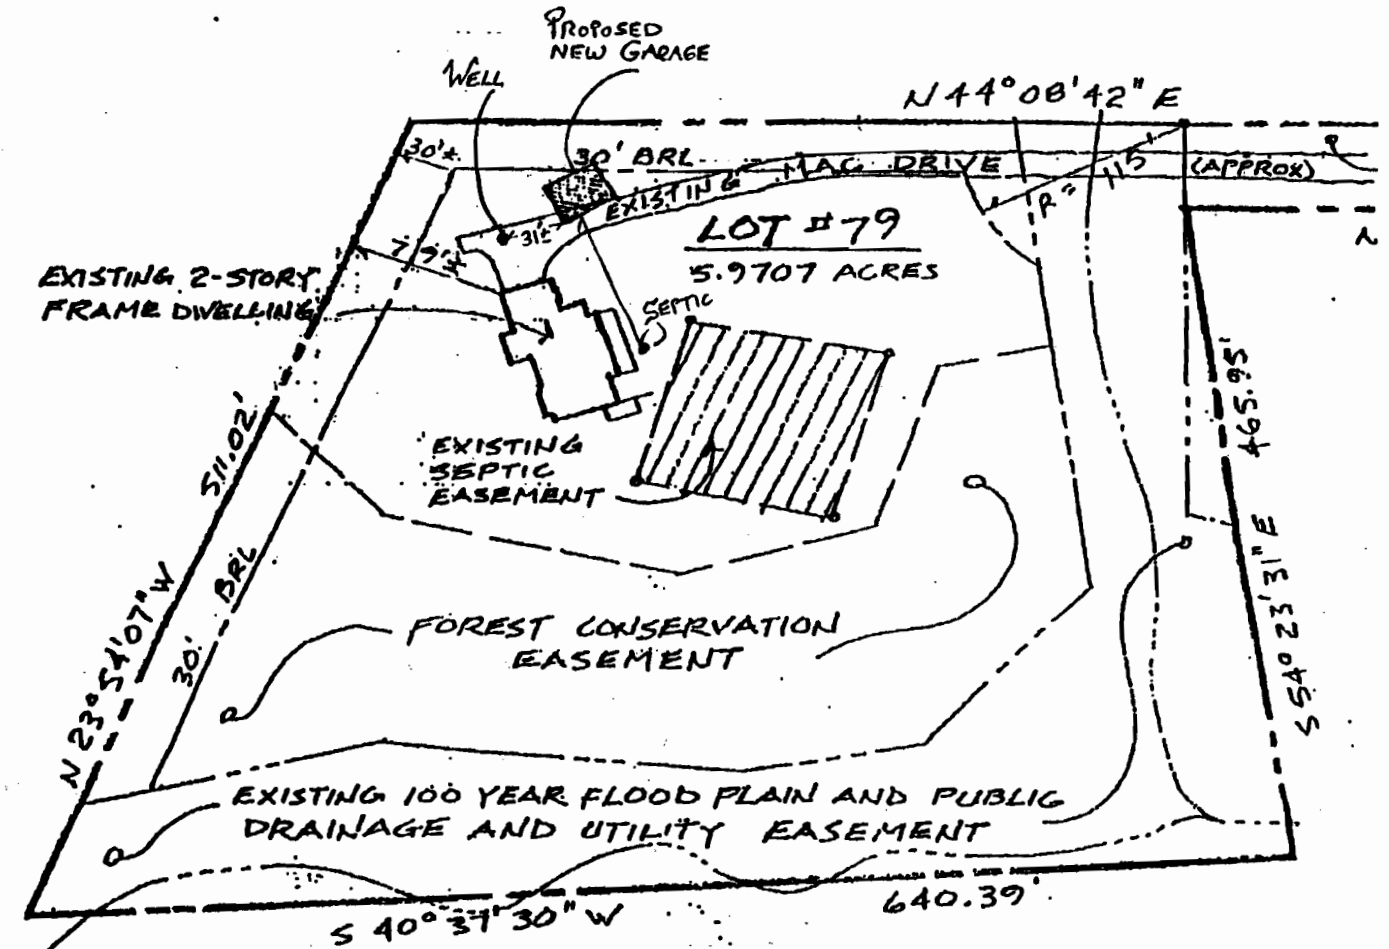 PROPOSED
NEW GARAGE
WELL
N 44° 08' 42" E
30'±
30' BRL
EXISTING MAC. DRIVE
(APPROX)
R = 115'
31'±
LOT #79
5.9707 ACRES
79'±
EXISTING 2-STORY
FRAME DWELLING
SEPTIC
511.02'
465.95'
EXISTING
SEPTIC
EASEMENT
N 23° 54' 07" W
30' BRL
S 54° 23' 31" E
FOREST CONSERVATION
EASEMENT
EXISTING 100 YEAR FLOOD PLAIN AND PUBLIC
DRAINAGE AND UTILITY EASEMENT
S 40° 37' 30" W
640.39'